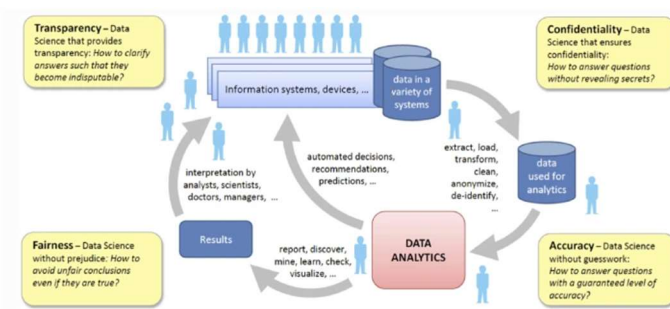 Transparency – Data
Science that provides
transparency: How to clarify
answers such that they
become indisputable?
Confidentiality –
Data
Science that ensures
confidentiality:
How to answer questions
without revealing secrets?
Information systems, devices, ...
data in a
variety of
systems
interpretation by
analysts, scientists,
doctors, managers, ...
automated decisions,
recommendations,
predictions, ...
extract, load,
transform,
clean,
anonymize,
de-identify,
...
data
used for
analytics
Fairness – Data Science
without prejudice: How to
avoid unfair conclusions
even if they are true?
Results
report, discover,
mine, learn, check,
visualize, ...
DATA
ANALYTICS
Accuracy – Data Science
without guesswork:
How to answer questions
with a guaranteed level of
accuracy?